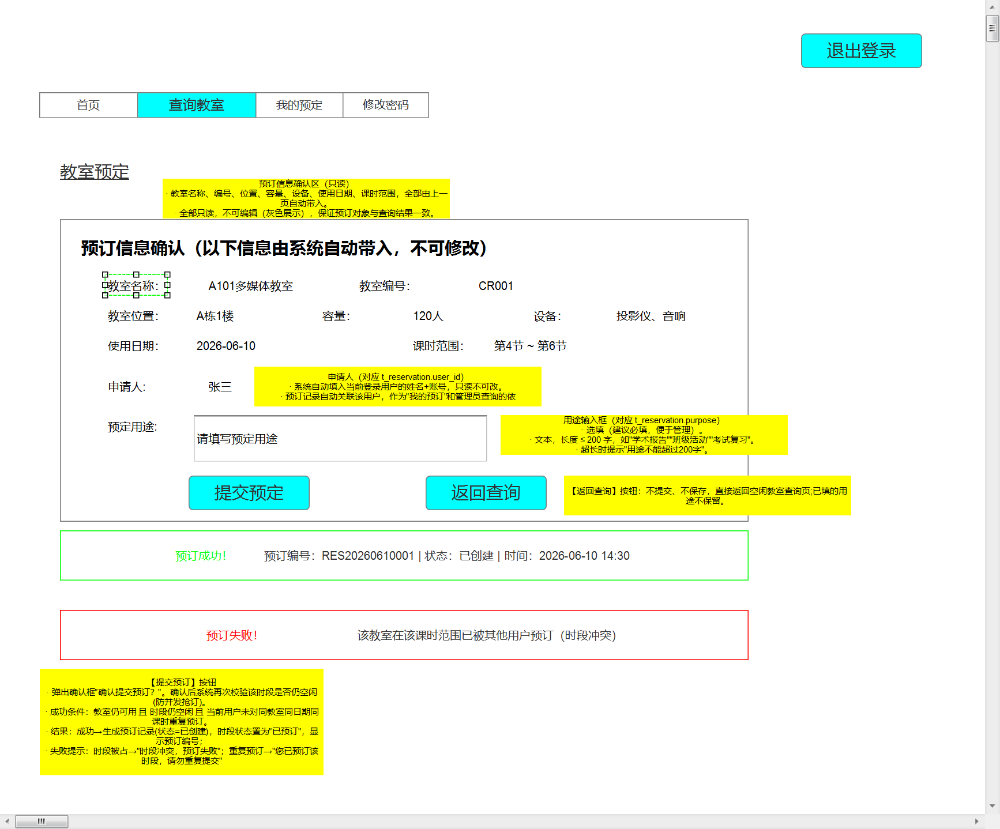 退出登录
首页 查询教室 我的预定 修改密码
教室预定
预订信息确认区（只读）
· 教室名称、编号、位置、容量、设备、使用日期、课时范围，全部由上一
页自动带入。
· 全部只读，不可编辑（灰色展示）, 保证预订对象与查询结果一致。
预订信息确认（以下信息由系统自动带入，不可修改）
教室名称： A101多媒体教室 教室编号： CR001
教室位置： A栋1楼 容量： 120人 设备： 投影仪、音响
使用日期： 2026-06-10 课时范围： 第4节 ~ 第6节
申请人: 张三
申请人（对应 t_reservation.user_id）
· 系统自动填入当前登录用户的姓名+账号，只读不可改。
· 预订记录自动关联该用户，作为"我的预订"和管理员查询的依
预定用途:
请填写预定用途
用途输入框（对应 t_reservation.purpose）
· 选填（建议必填，便于管理）。
· 文本，长度 ≤ 200 字，如"学术报告""班级活动""考试复习"。
· 超长时提示"用途不能超过200字"。
提交预定 返回查询
【返回查询】按钮：不提交、不保存，直接返回空闲教室查询页;已填的用
途不保留。
预订成功！ 预订编号：RES20260610001 | 状态：已创建 | 时间：2026-06-10 14:30
预订失败！ 该教室在该课时范围已被其他用户预订（时段冲突）
【提交预订】按钮
· 弹出确认框"确认提交预订？"。确认后系统再次校验该时段是否仍空闲
(防并发抢订)。
· 成功条件：教室仍可用 且 时段仍空闲 且 当前用户未对同教室同日期同
课时重复预订。
· 结果：成功→生成预订记录(状态=已创建)，时段状态置为"已预订"，显
示预订编号；
· 失败提示：时段被占→"时段冲突，预订失败"；重复预订→"您已预订该
时段，请勿重复提交"